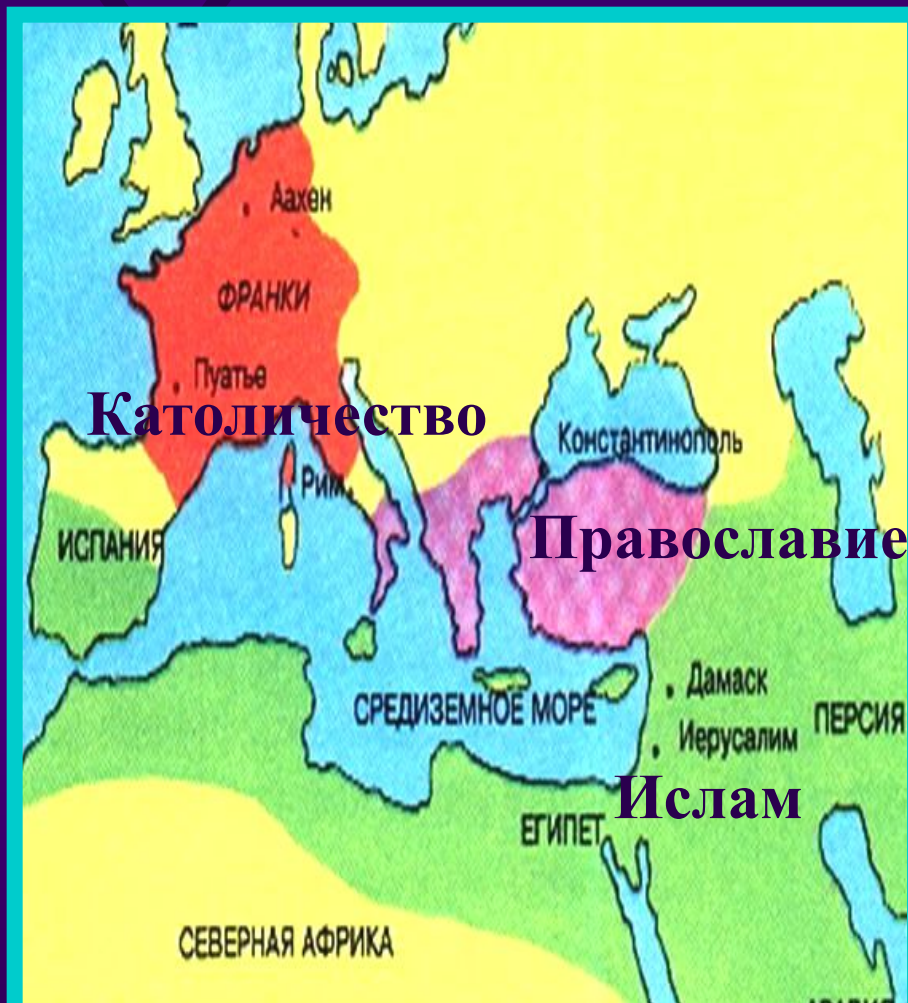 Аахен
ФРАНКИ
Пуатье
Католичество
Константинополь
Рим
ИСПАНИЯ
Православие
Дамаск
СРЕДИЗЕМНОЕ МОРЕ
ПЕРСИЯ
Иерусалим
Ислам
ЕГИПЕТ
СЕВЕРНАЯ АФРИКА